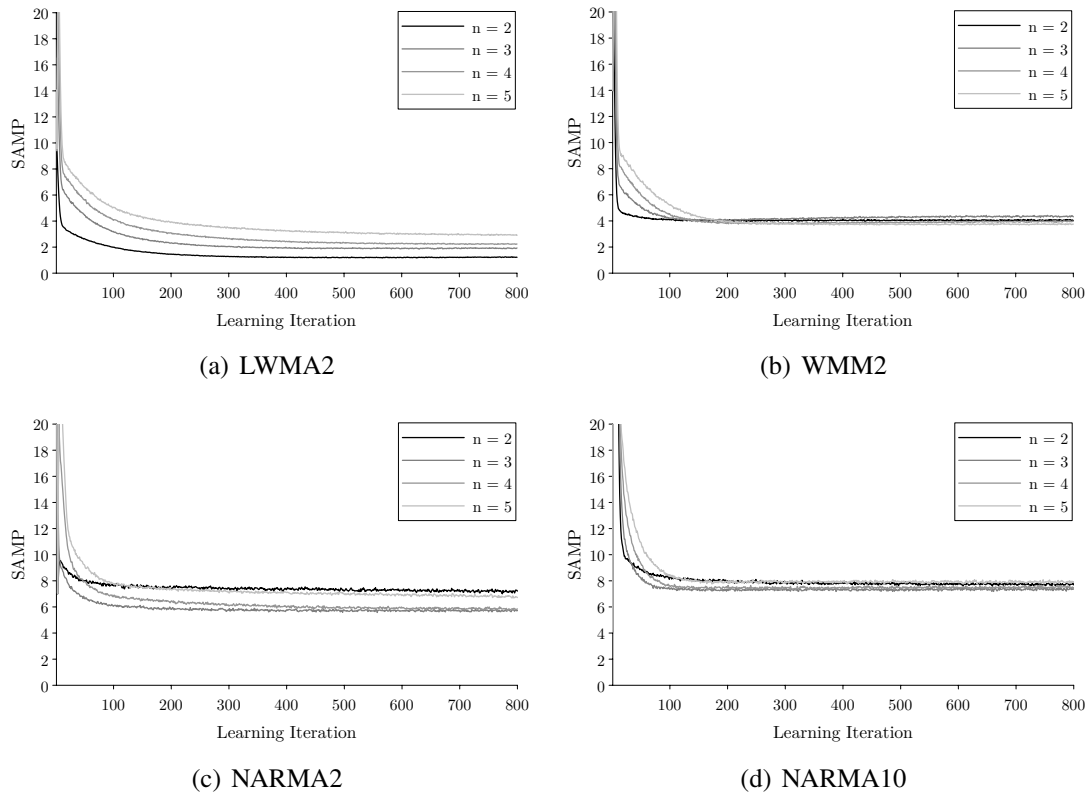 20
18
16
14
12
10
8
6
4
2
0
SAMP
100 200 300 400 500 600 700 800
Learning Iteration
n = 2
n = 3
n = 4
n = 5
(a) LWMA2
20
18
16
14
12
10
8
6
4
2
0
SAMP
100 200 300 400 500 600 700 800
Learning Iteration
n = 2
n = 3
n = 4
n = 5
(b) WMM2
20
18
16
14
12
10
8
6
4
2
0
SAMP
100 200 300 400 500 600 700 800
Learning Iteration
n = 2
n = 3
n = 4
n = 5
(c) NARMA2
20
18
16
14
12
10
8
6
4
2
0
SAMP
100 200 300 400 500 600 700 800
Learning Iteration
n = 2
n = 3
n = 4
n = 5
(d) NARMA10